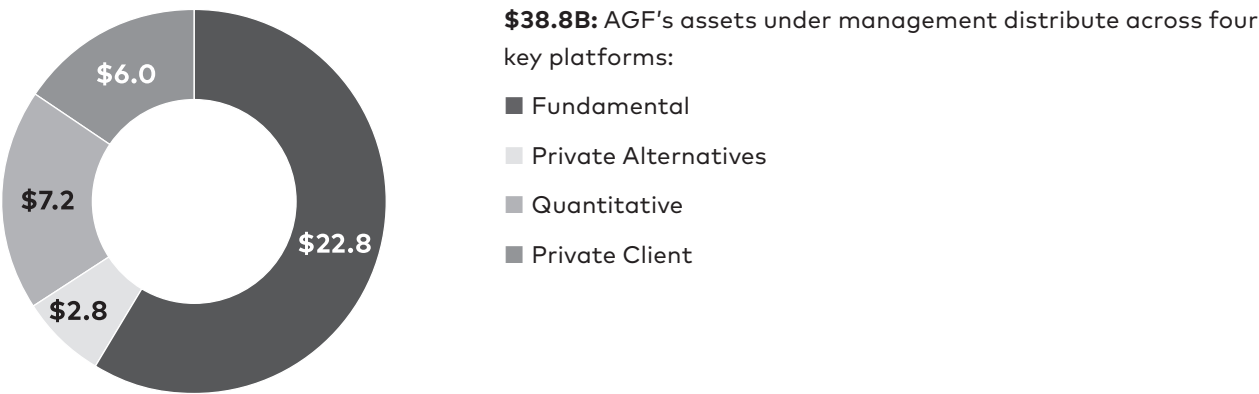 $38.8B: AGF’s assets under management distribute across four
key platforms:
Fundamental
Private Alternatives
Quantitative
Private Client
$6.0
$7.2
$22.8
$2.8